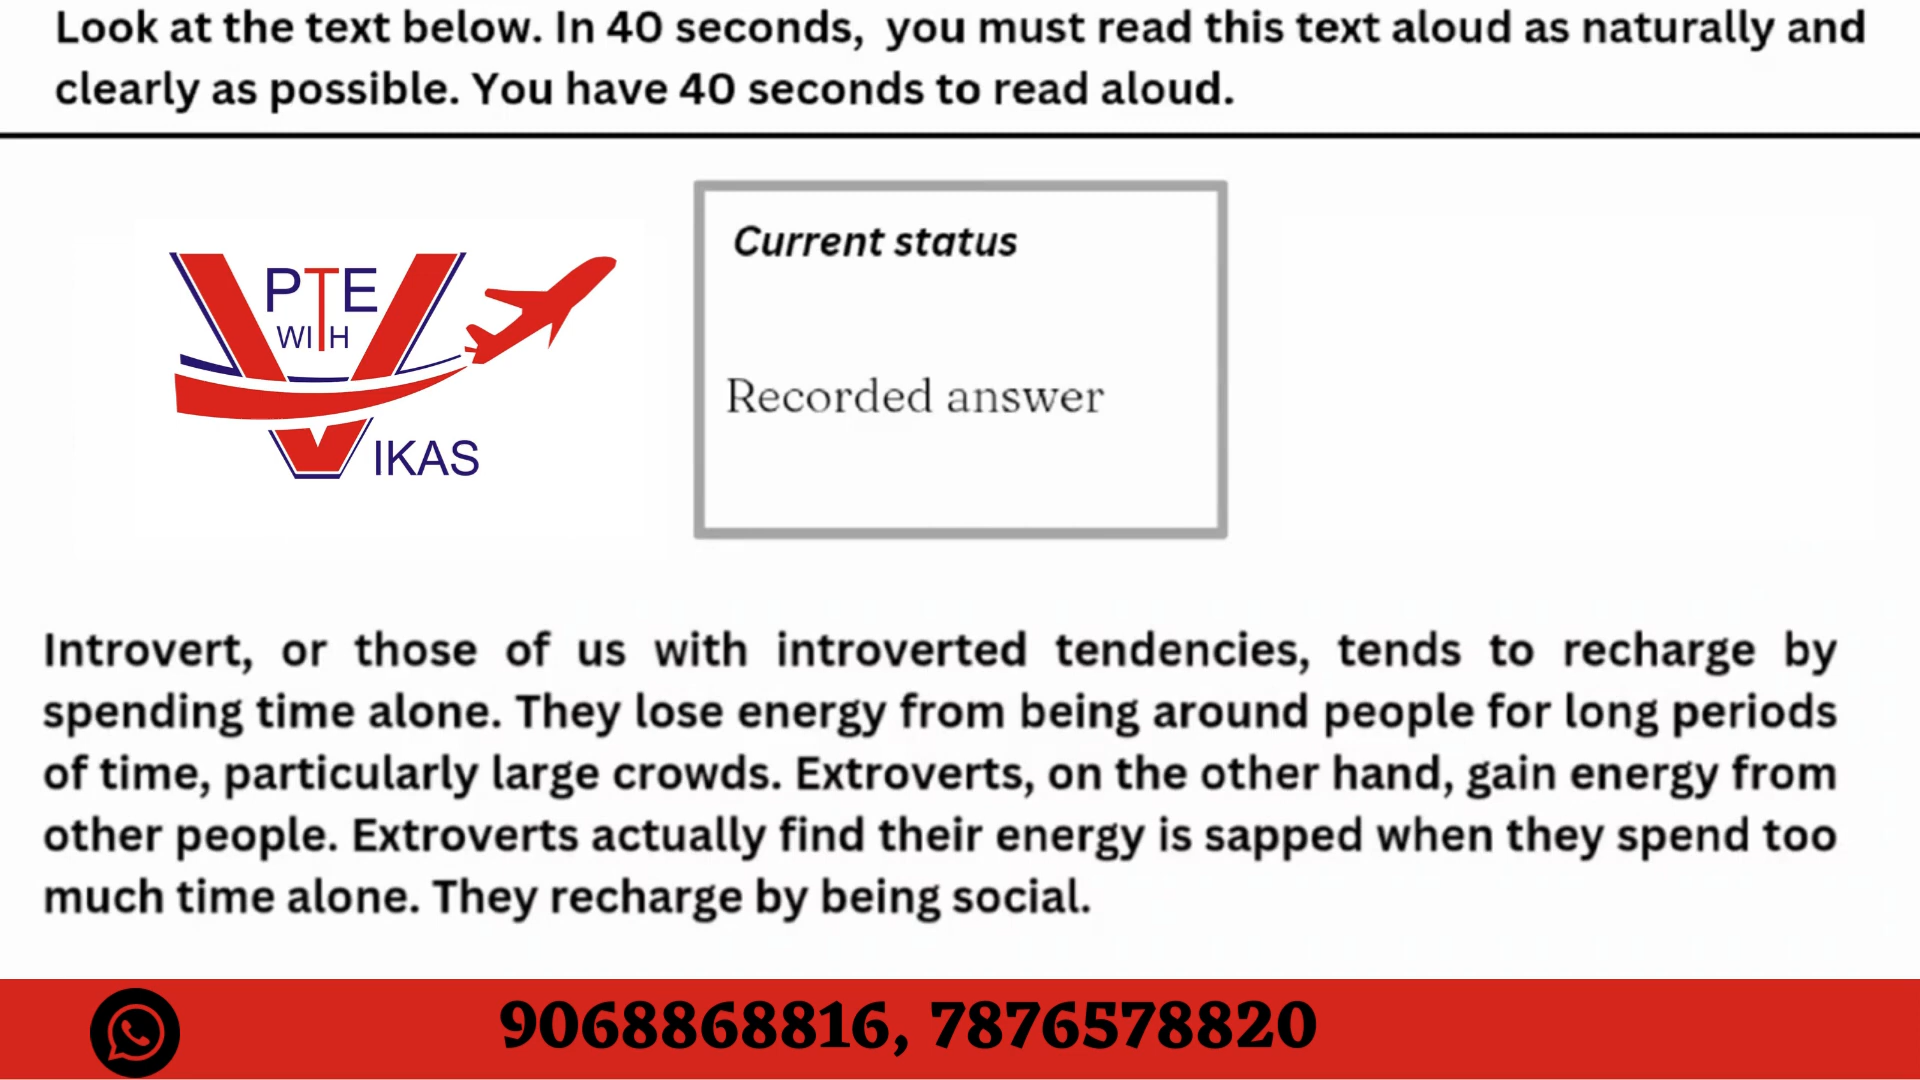 Look at the text below. In 40 seconds, you must read this text aloud as naturally and
clearly as possible. You have 40 seconds to read aloud.
PTE
WITH
VIKAS
Current status
Recorded answer
Introvert, or those of us with introverted tendencies, tends to recharge by
spending time alone. They lose energy from being around people for long periods
of time, particularly large crowds. Extroverts, on the other hand, gain energy from
other people. Extroverts actually find their energy is sapped when they spend too
much time alone. They recharge by being social.
9068868816, 7876578820